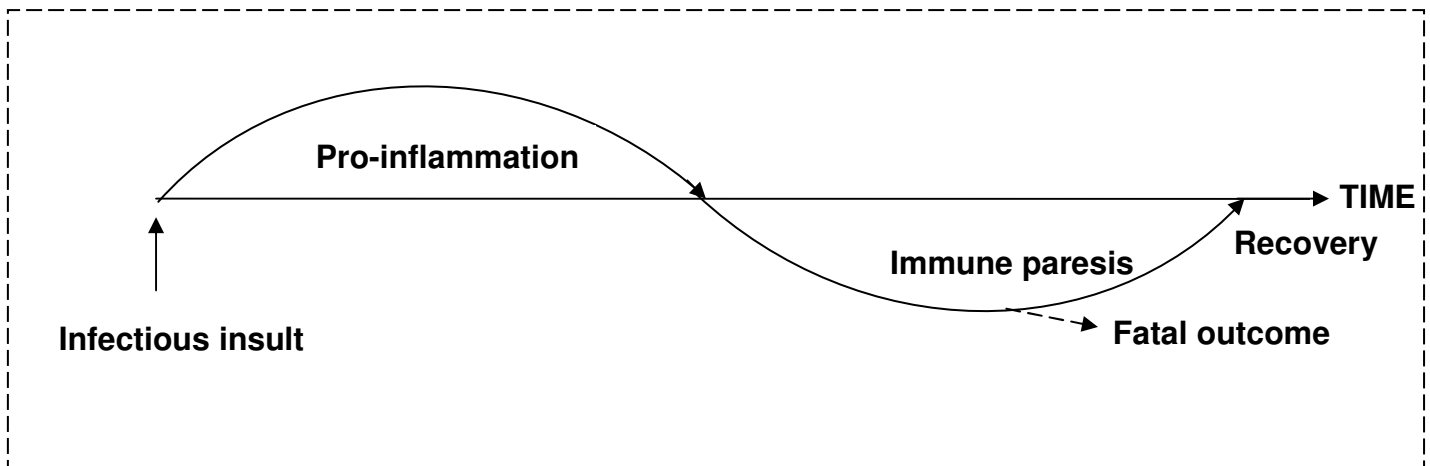 Pro-inflammation
TIME
Recovery
Immune paresis
Fatal outcome
Infectious insult